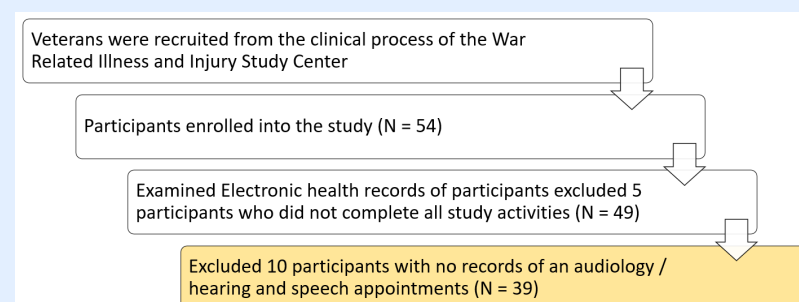 Veterans were recruited from the clinical process of the War
Related Illness and Injury Study Center
Participants enrolled into the study (N = 54)
Examined Electronic health records of participants excluded 5
participants who did not complete all study activities (N = 49)
Excluded 10 participants with no records of an audiology /
hearing and speech appointments (N = 39)